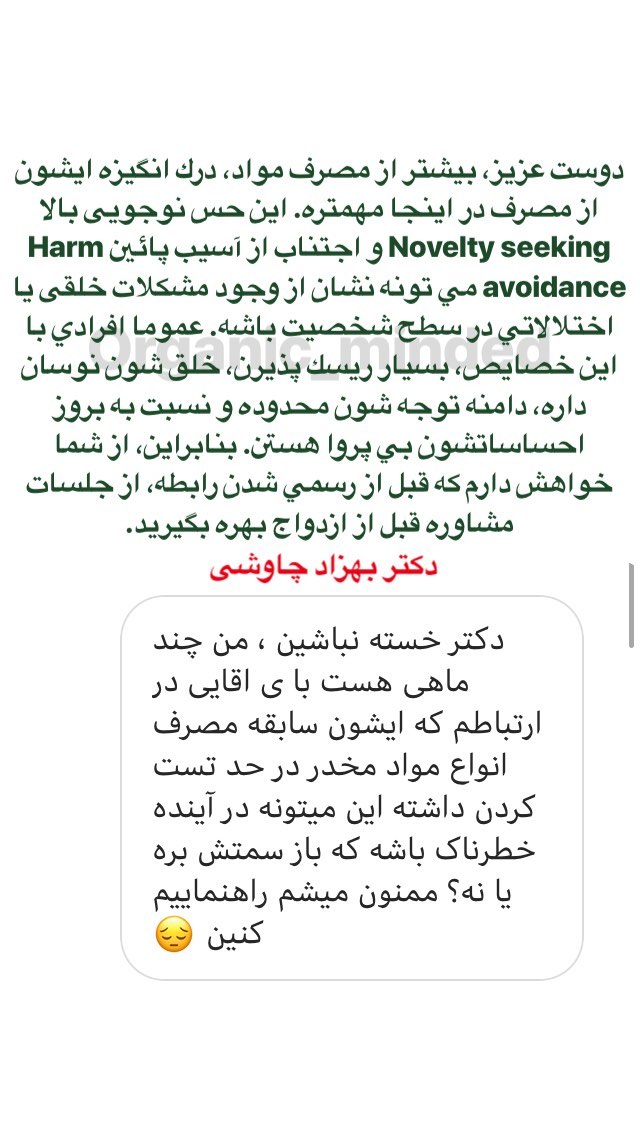 دوست عزیز، بیشتر از مصرف مواد، درك انگیزه ایشون
از مصرف در اینجا مهمتره. این حس نوجویی بالا
Novelty seeking و اجتناب از آسیب پائین Harm
avoidance مي تونه نشان از وجود مشكلات خلقی یا
اختلالاتي در سطح شخصیت باشه. عموما افرادي با
Organic_minded
این خصایص، بسیار ریسك پذیرن، خلق شون نوسان
داره، دامنه توجه شون محدوده و نسبت به بروز
احساساتشون بي پروا هستن. بنابراین، از شما
خواهش دارم که قبل از رسمي شدن رابطه، از جلسات
مشاوره قبل از ازدواج بهره بگیرید.
دکتر بهزاد چاوشی
دکتر خسته نباشین ، من چند
ماهی هست با ی اقایی در
ارتباطم که ایشون سابقه مصرف
انواع مواد مخدر در حد تست
کردن داشته این میتونه در آینده
خطرناک باشه که باز سمتش بره
یا نه؟ ممنون میشم راهنماییم
کنین 😔